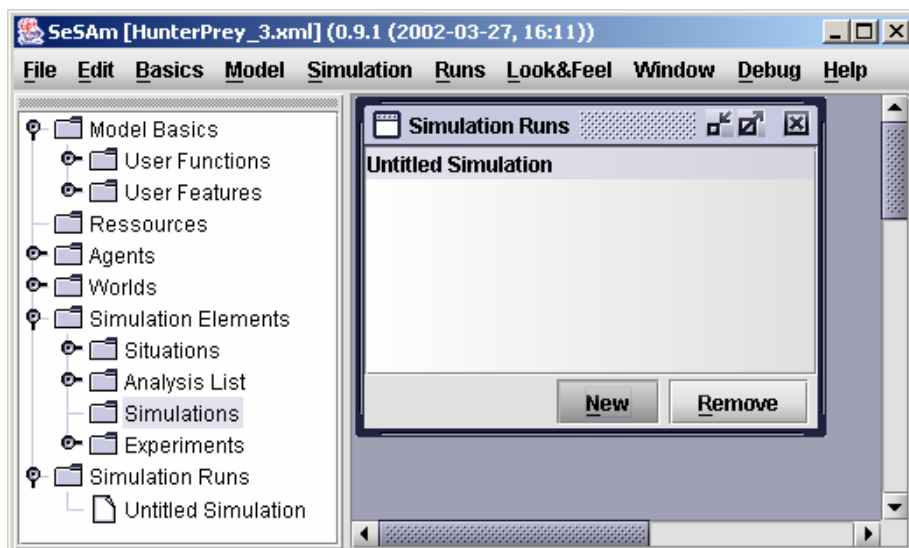 SeSAm [HunterPrey_3.xml] (0.9.1 (2002-03-27, 16:11))
File Edit Basics Model Simulation Runs Look&Feel Window Debug Help
Model Basics
User Functions
User Features
Ressources
Agents
Worlds
Simulation Elements
Situations
Analysis List
Simulations
Experiments
Simulation Runs
Untitled Simulation
Simulation Runs
Untitled Simulation
New Remove